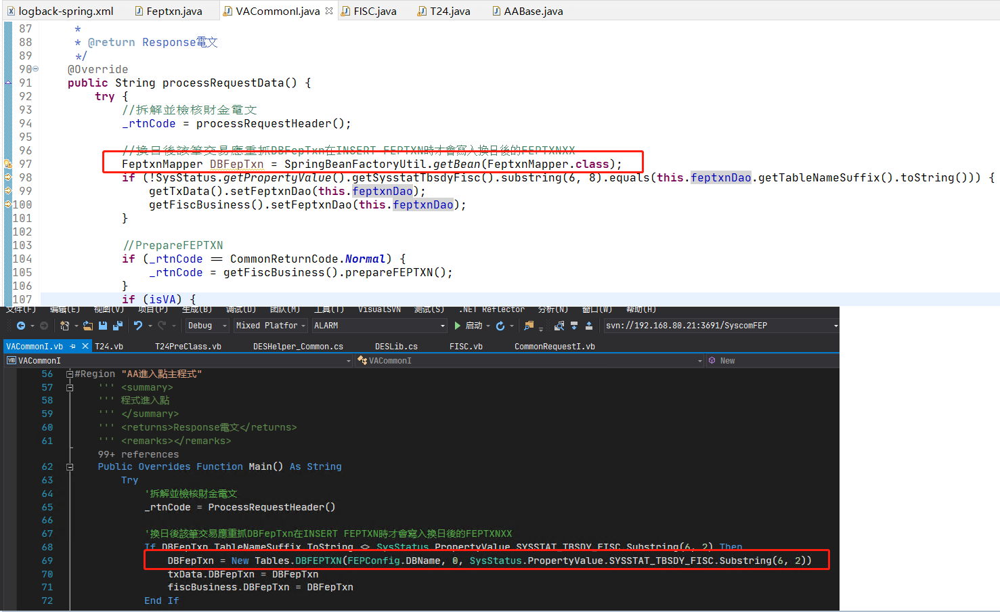 logback-spring.xml Feptxn.java VACommonI.java FISC.java T24.java AABase.java
87 *
88 * @return Response電文
89 */
90 @Override
91 public String processRequestData() {
92 try {
93 //拆解並檢核財金電文
94 _rtnCode = processRequestHeader();
95
96 //換日後該筆交易應重抓DBFepTxn在INSERT FEPTXN時才會寫入換日後的FEPTXNXX
97 FeptxnMapper DBFepTxn = SpringBeanFactoryUtil.getBean(FeptxnMapper.class);
98 if (!SysStatus.getPropertyValue().getSysstatTbsdyFisc().substring(6, 8).equals(this.feptxnDao.getTableNameSuffix().toString())) {
99 getTxData().setFeptxnDao(this.feptxnDao);
100 getFiscBusiness().setFeptxnDao(this.feptxnDao);
101 }
102
103 //PrepareFEPTXN
104 if (_rtnCode == CommonReturnCode.Normal) {
105 _rtnCode = getFiscBusiness().prepareFEPTXN();
106 }
107 if (isVA) {
文件(F) 编辑(E) 视图(V) 项目(P) 生成(B) 调试(D) 团队(M) 工具(T) VisualSVN 测试(S) .NET Reflector 分析(N) 窗口(W) 帮助(H)
Debug Mixed Platfor ALARM 启动 svn://192.168.80.21:3691/SyscomFEP
VACommonI.vb T24.vb T24PreClass.vb DESHelper_Common.cs DESLib.cs FISC.vb CommonRequestI.vb
VB VACommonI VACommonI New
56 #Region "AA進入點主程式"
57 ''' <summary>
58 ''' 程式進入點
59 ''' </summary>
60 ''' <returns>Response電文</returns>
61 ''' <remarks></remarks>
99+ references
62 Public Overrides Function Main() As String
63 Try
64 '拆解並檢核財金電文
65 _rtnCode = ProcessRequestHeader()
66
67 '換日後該筆交易應重抓DBFepTxn在INSERT FEPTXN時才會寫入換日後的FEPTXNXX
68 If DBFepTxn.TableNameSuffix.ToString <> SysStatus.PropertyValue.SYSSTAT_TBSDY_FISC.Substring(6, 2) Then
69 DBFepTxn = New Tables.DBFEPTXN(FEPConfig.DBName, 0, SysStatus.PropertyValue.SYSSTAT_TBSDY_FISC.Substring(6, 2))
70 txData.DBFepTxn = DBFepTxn
71 fiscBusiness.DBFepTxn = DBFepTxn
72 End If